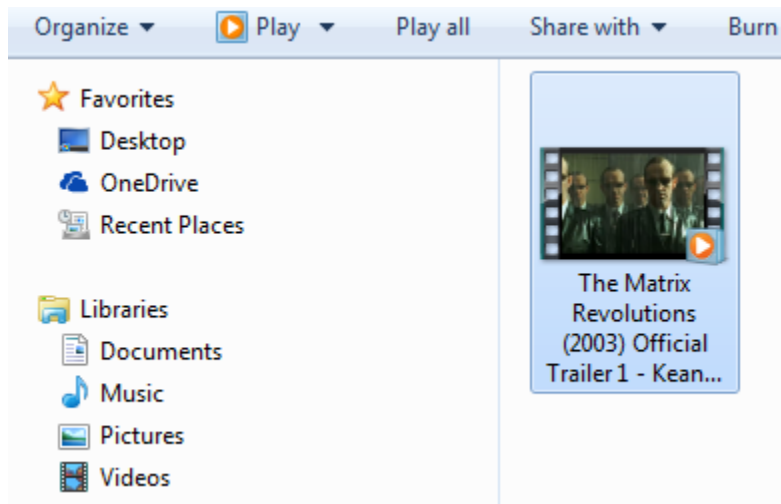 Organize Play Play all Share with Burn
Favorites
Desktop
OneDrive
Recent Places
Libraries
Documents
Music
Pictures
Videos
The Matrix
Revolutions
(2003) Official
Trailer 1 - Kean...